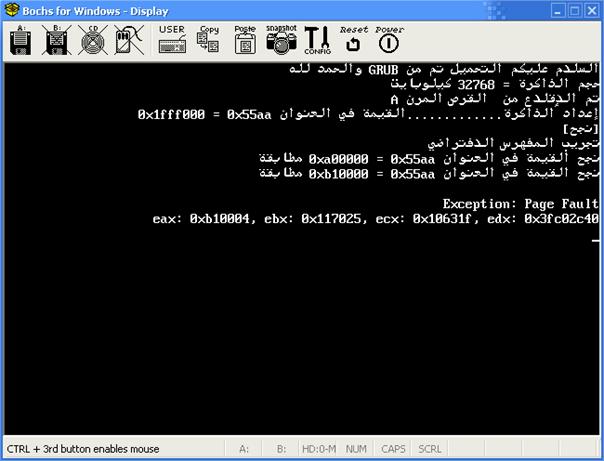 Bochs for Windows - Display
A: B: CD USER Copy Paste snapshot CONFIG Reset Power
السلام عليكم التحميل تم من GRUB والحمد لله
حجم الذاكرة = 32768 كيلوبايت
تم الإقلاع من القرص المرن A
إعداد الذاكرة.............القيمة في العنوان 0x1fff000 = 0x55aa
[نجح]
تجريب المفهرس الافتراضي
نجح القيمة في العنوان 0xa00000 = 0x55aa مطابقة
نجح القيمة في العنوان 0xb10000 = 0x55aa مطابقة
Exception: Page Fault
eax: 0xb10004, ebx: 0x117025, ecx: 0x10631f, edx: 0x3fc02c40
CTRL + 3rd button enables mouse A: B: HD:0-M NUM CAPS SCRL